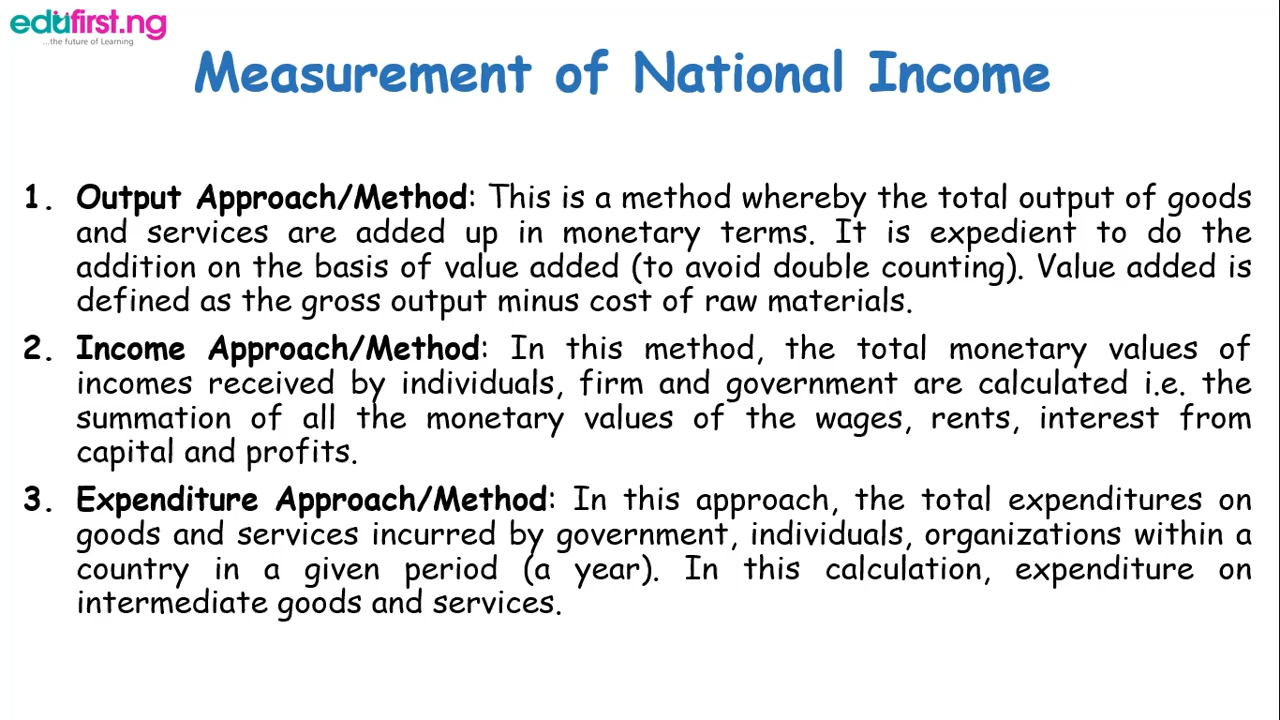 edufirst.ng
...the future of Learning
Measurement of National Income
1. Output Approach/Method: This is a method whereby the total output of goods
and services are added up in monetary terms. It is expedient to do the
addition on the basis of value added (to avoid double counting). Value added is
defined as the gross output minus cost of raw materials.
2. Income Approach/Method: In this method, the total monetary values of
incomes received by individuals, firm and government are calculated i.e. the
summation of all the monetary values of the wages, rents, interest from
capital and profits.
3. Expenditure Approach/Method: In this approach, the total expenditures on
goods and services incurred by government, individuals, organizations within a
country in a given period (a year). In this calculation, expenditure on
intermediate goods and services.